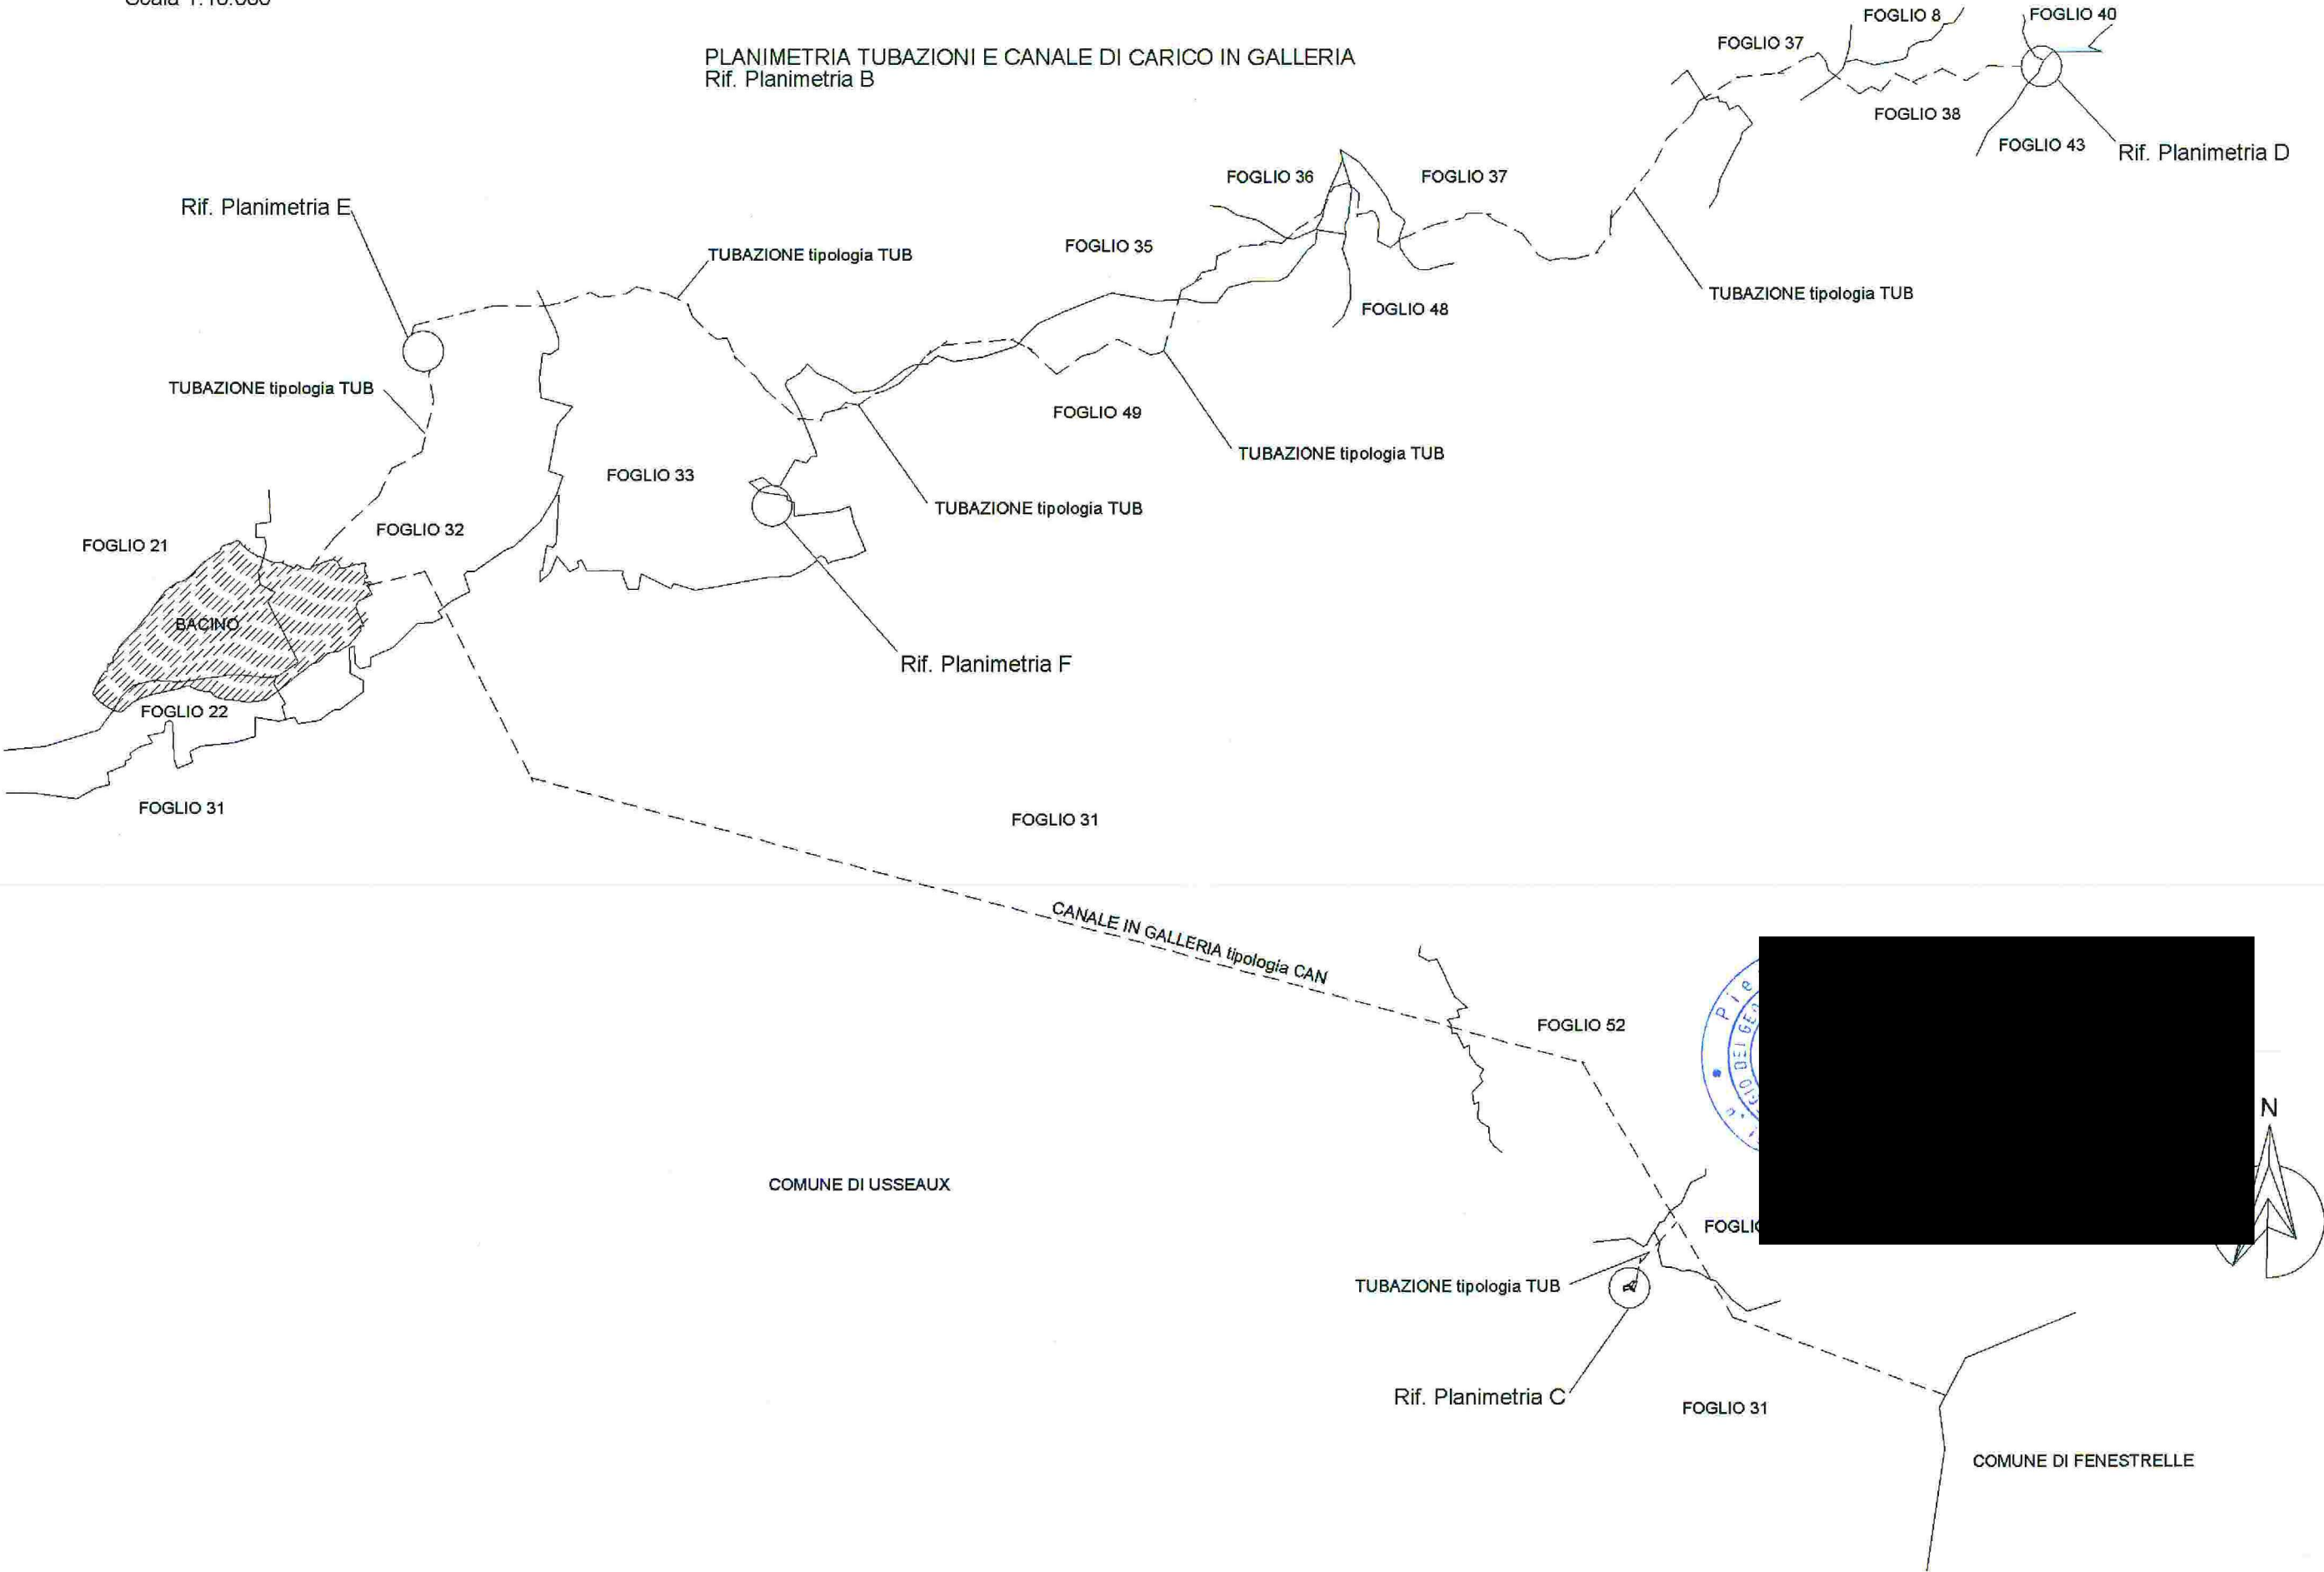 PLANIMETRIA TUBAZIONI E CANALE DI CARICO IN GALLERIA
Rif. Planimetria B
FOGLIO 8
FOGLIO 40
FOGLIO 37
FOGLIO 38
FOGLIO 43
Rif. Planimetria D
FOGLIO 36
FOGLIO 37
Rif. Planimetria E
FOGLIO 35
TUBAZIONE tipologia TUB
TUBAZIONE tipologia TUB
FOGLIO 48
TUBAZIONE tipologia TUB
FOGLIO 49
TUBAZIONE tipologia TUB
FOGLIO 33
TUBAZIONE tipologia TUB
FOGLIO 32
FOGLIO 21
BACINO
Rif. Planimetria F
FOGLIO 22
FOGLIO 31
FOGLIO 31
CANALE IN GALLERIA tipologia CAN
FOGLIO 52
N
COMUNE DI USSEAUX
TUBAZIONE tipologia TUB
Rif. Planimetria C
FOGLIO 31
COMUNE DI FENESTRELLE